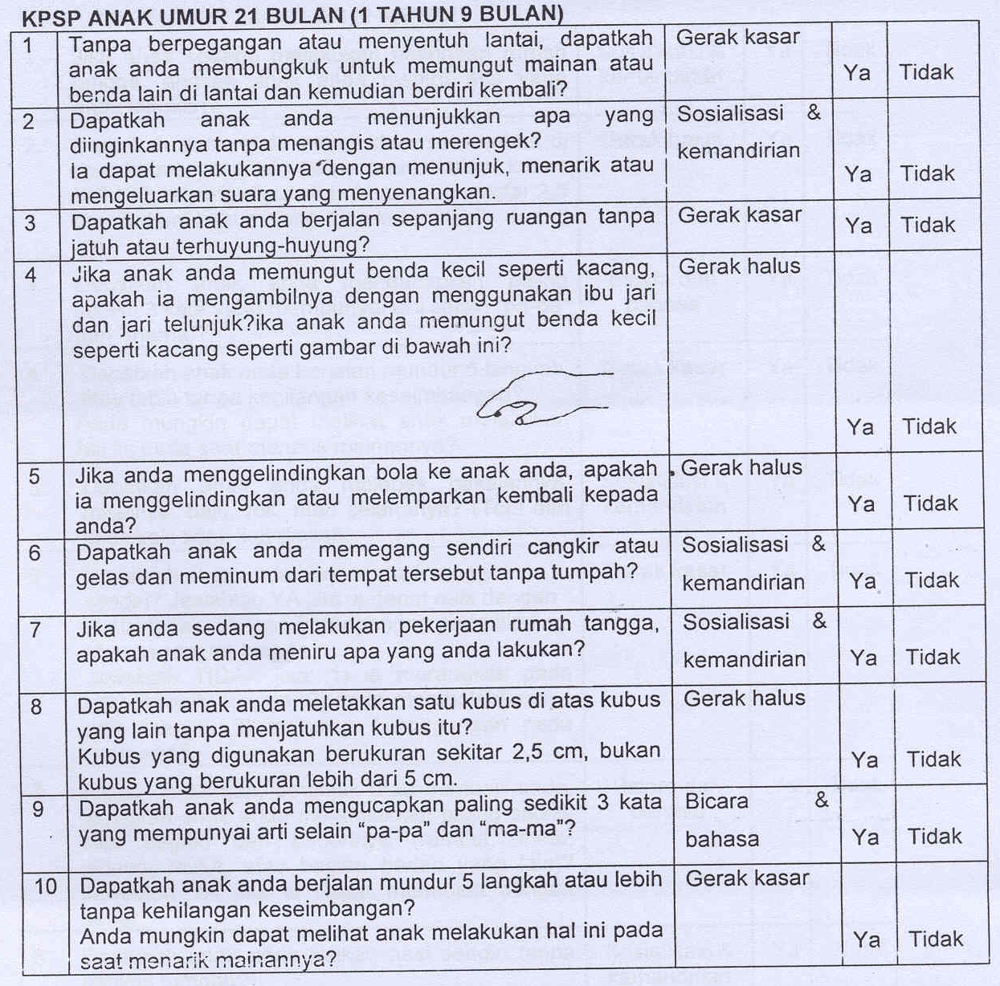 KPSP ANAK UMUR 21 BULAN (1 TAHUN 9 BULAN)
1 Tanpa berpegangan atau menyentuh lantai, dapatkah Gerak kasar
anak anda membungkuk untuk memungut mainan atau Ya Tidak
benda lain di lantai dan kemudian berdiri kembali?
2 Dapatkah anak anda menunjukkan apa yang Sosialisasi &
diinginkannya tanpa menangis atau merengek? kemandirian
Ia dapat melakukannya dengan menunjuk, menarik atau Ya Tidak
mengeluarkan suara yang menyenangkan.
3 Dapatkah anak anda berjalan sepanjang ruangan tanpa Gerak kasar Ya Tidak
jatuh atau terhuyung-huyung?
4 Jika anak anda memungut benda kecil seperti kacang, Gerak halus
apakah ia mengambilnya dengan menggunakan ibu jari
dan jari telunjuk?ika anak anda memungut benda kecil
seperti kacang seperti gambar di bawah ini?
Ya Tidak
5 Jika anda menggelindingkan bola ke anak anda, apakah Gerak halus
ia menggelindingkan atau melemparkan kembali kepada Ya Tidak
anda?
6 Dapatkah anak anda memegang sendiri cangkir atau Sosialisasi &
gelas dan meminum dari tempat tersebut tanpa tumpah? kemandirian Ya Tidak
7 Jika anda sedang melakukan pekerjaan rumah tangga, Sosialisasi &
apakah anak anda meniru apa yang anda lakukan? kemandirian Ya Tidak
8 Dapatkah anak anda meletakkan satu kubus di atas kubus Gerak halus
yang lain tanpa menjatuhkan kubus itu?
Kubus yang digunakan berukuran sekitar 2,5 cm, bukan Ya Tidak
kubus yang berukuran lebih dari 5 cm.
9 Dapatkah anak anda mengucapkan paling sedikit 3 kata Bicara &
yang mempunyai arti selain “pa-pa” dan “ma-ma”? bahasa Ya Tidak
10 Dapatkah anak anda berjalan mundur 5 langkah atau lebih Gerak kasar
tanpa kehilangan keseimbangan?
Anda mungkin dapat melihat anak melakukan hal ini pada Ya Tidak
saat menarik mainannya?